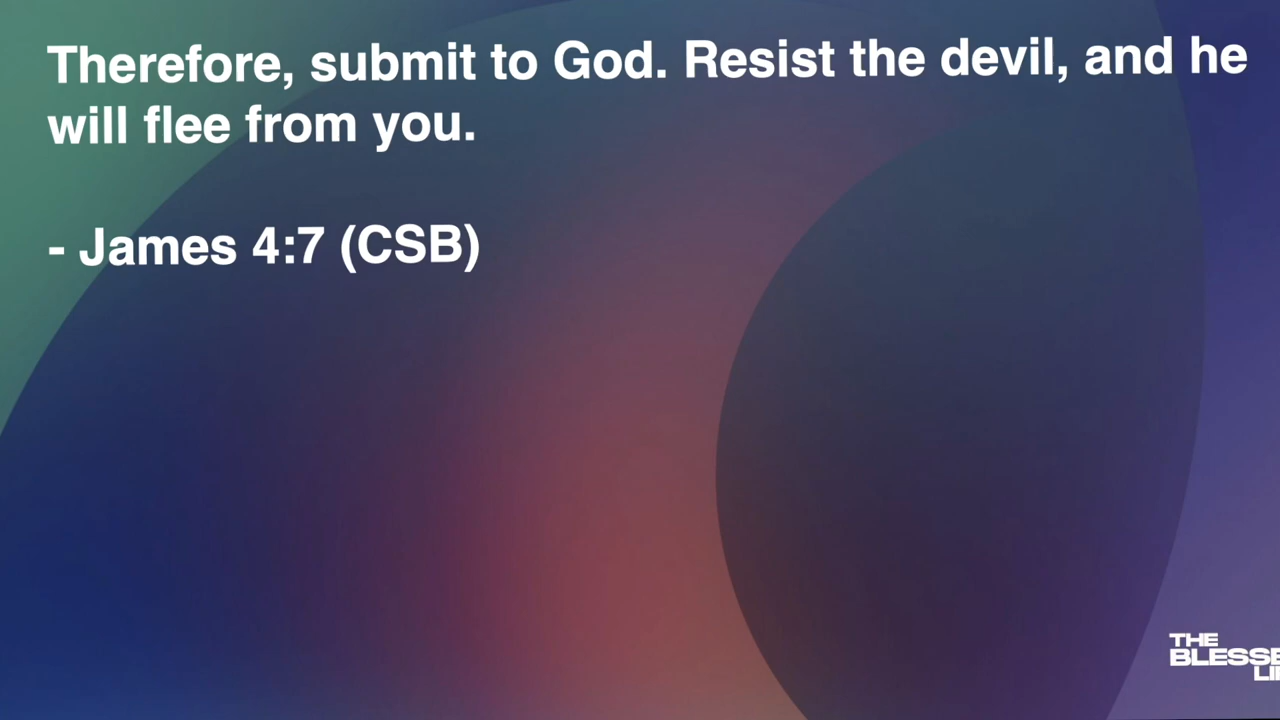 Therefore, submit to God. Resist the devil, and he
will flee from you.
- James 4:7 (CSB)
THE